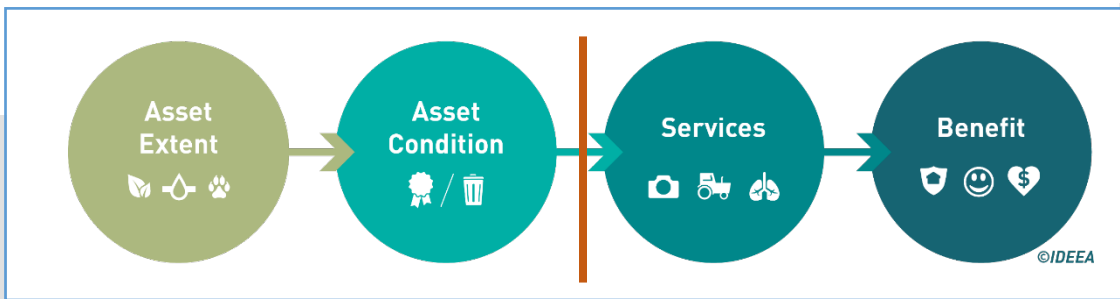 Asset
Extent
Asset
Condition
Services
Benefit
$
©IDEEA